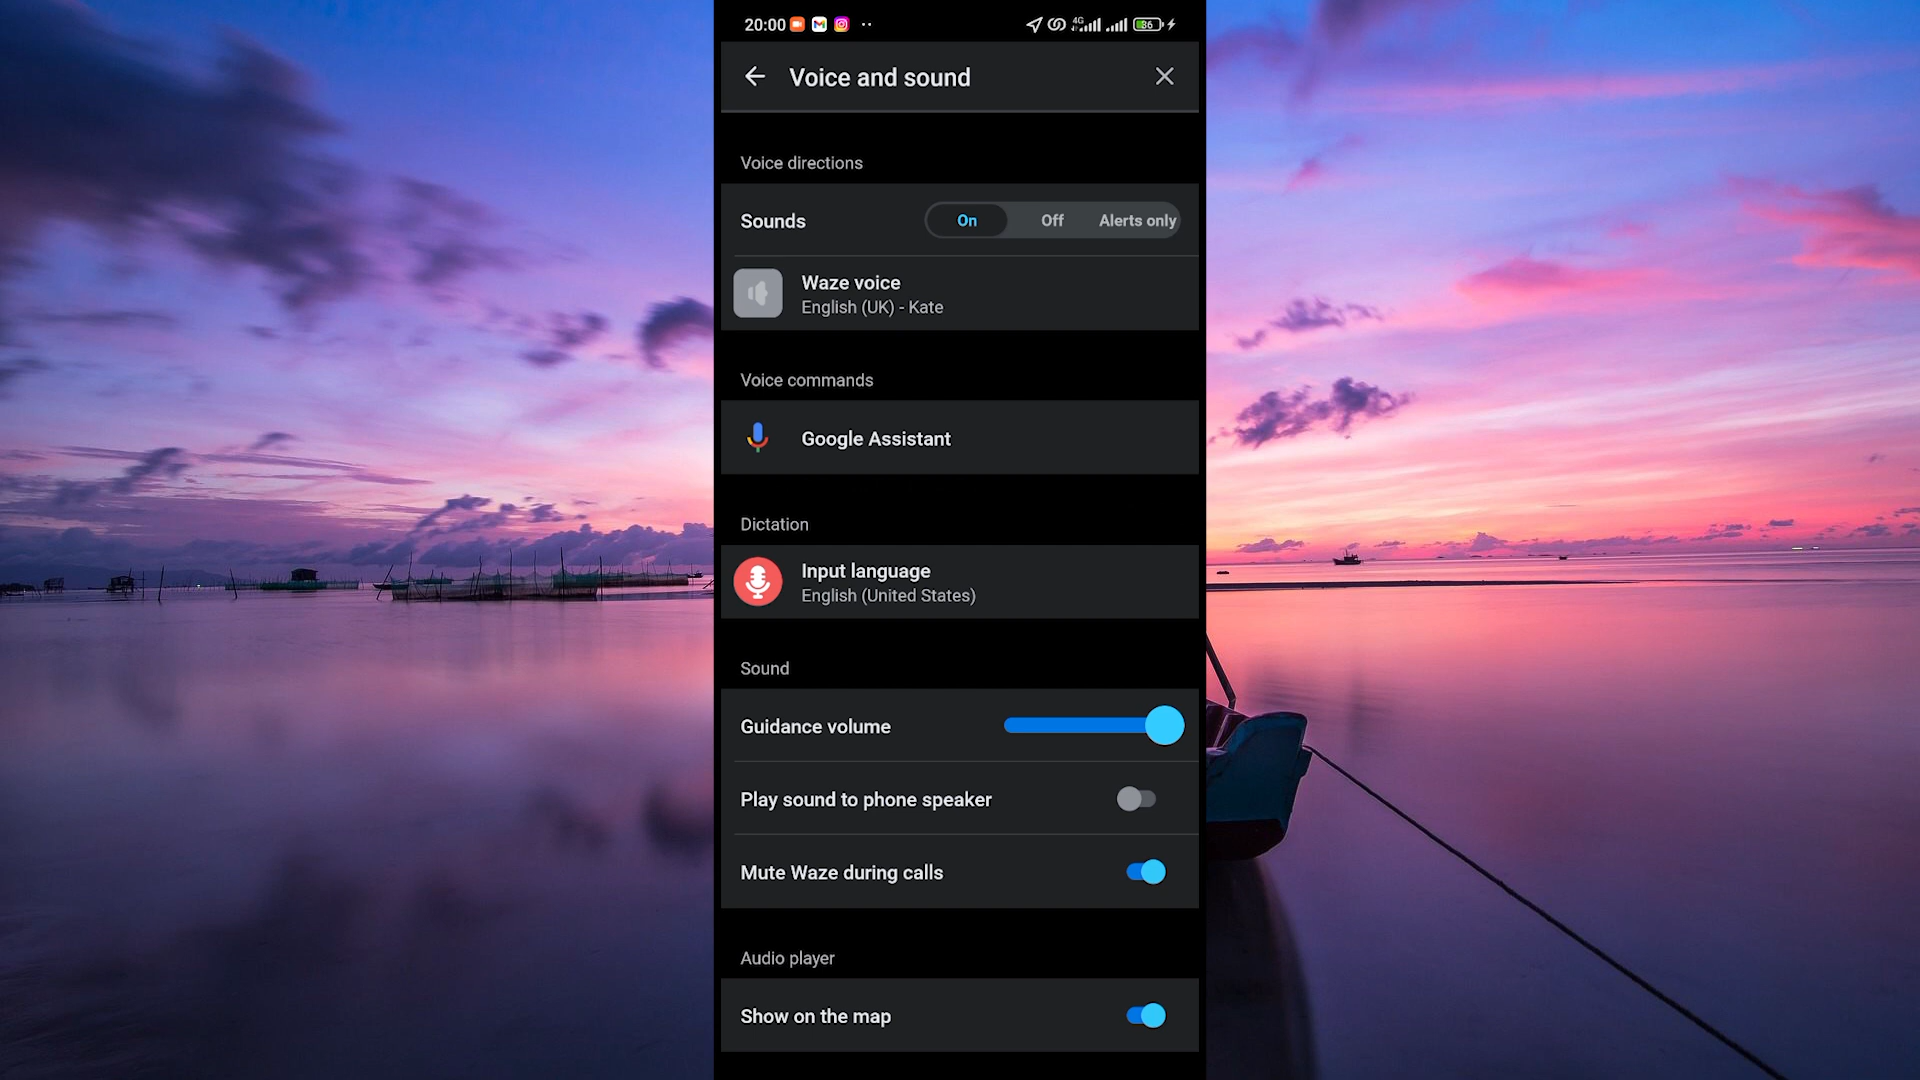 20:00
4G
36
Voice and sound
Voice directions
Sounds
On
Off
Alerts only
Waze voice
English (UK) - Kate
Voice commands
Google Assistant
Dictation
Input language
English (United States)
Sound
Guidance volume
Play sound to phone speaker
Mute Waze during calls
Audio player
Show on the map